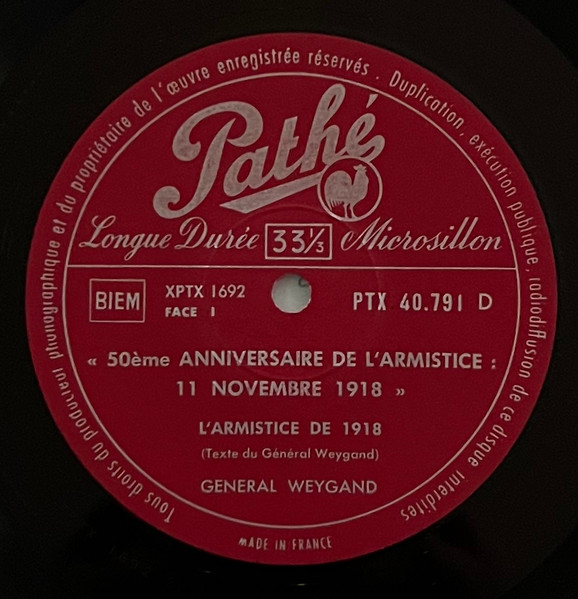 Tous droits du producteur phonographique et du propriétaire de l'œuvre enregistrée réservés. Duplication, exécution publique, radiodiffusion de ce disque interdites
Pathé
Longue Durée 33⅓ Microsillon
BIEM XPTX 1692 PTX 40.791 D
FACE 1
« 50ème ANNIVERSAIRE DE L'ARMISTICE :
11 NOVEMBRE 1918 »
L'ARMISTICE DE 1918
(Texte du Général Weygand)
GENERAL WEYGAND
MADE IN FRANCE